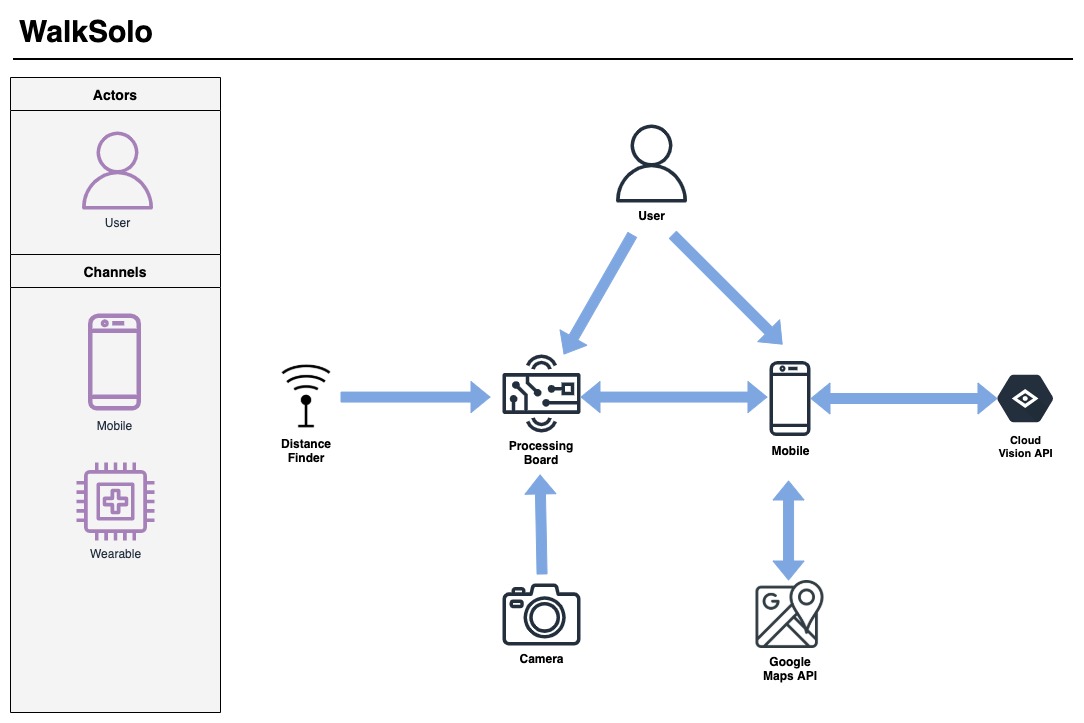 WalkSolo
Actors
User
Channels
Mobile
Wearable
User
Distance
Finder
Processing
Board
Mobile
Cloud
Vision API
Camera
G
Google
Maps API